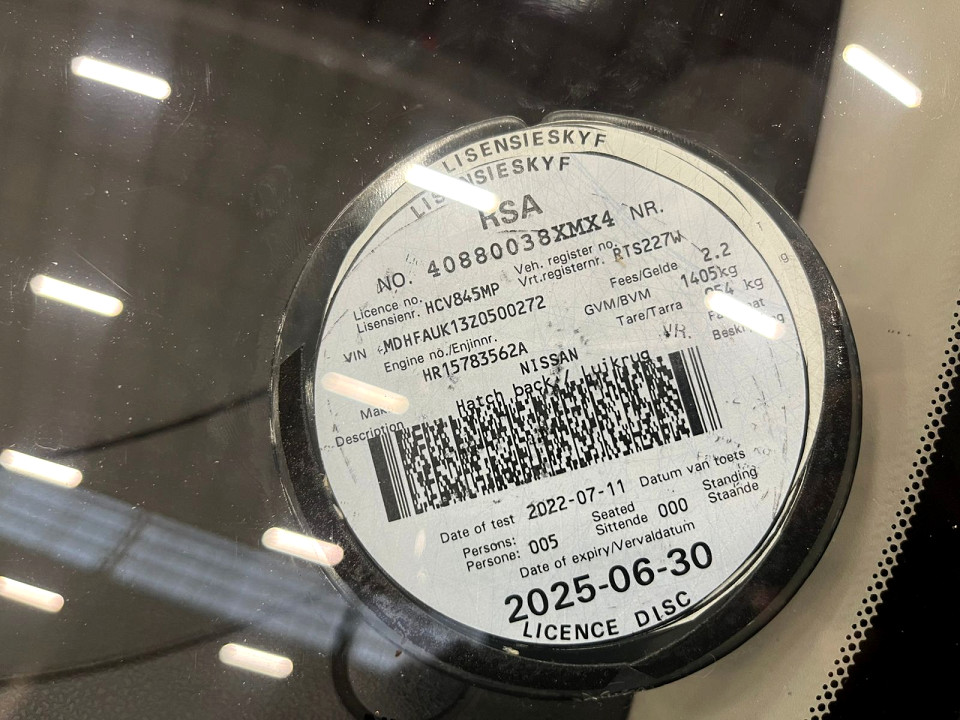 LISENSIESKYF
NSIESKYF
RSA
NO. 40880038XMX4 NR.
Licence no. HCV845MP Veh. register no. RTS227W
Lisensienr. Vrt.registernr.
Fees/Gelde 2.2
VIN MDHFAUK13Z0500272 GVM/BVM 1405kg
Engine no./Enjinnr. Tare/Tarra kg
HR15783562A
NISSAN
Hatch back / Luikrug
Description
Date of test 2022-07-11 Datum van toets
Persons: 005 Seated 000 Standing
Persone: Sittende Staande
Date of expiry/Vervaldatum
2025-06-30
LICENCE DISC